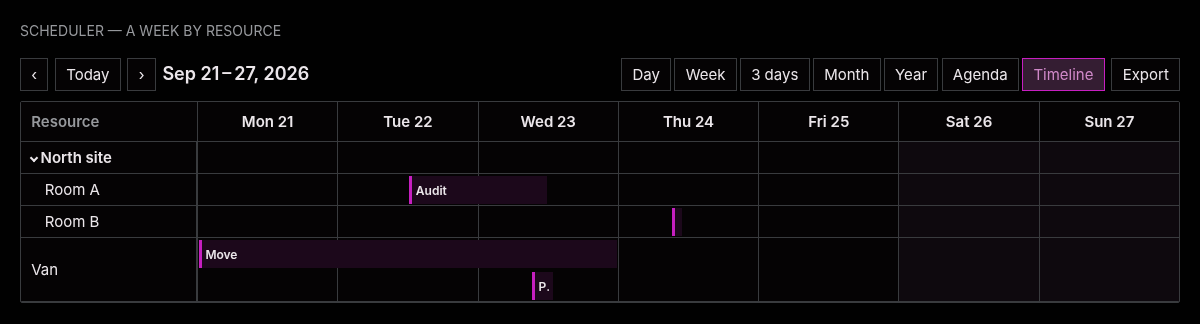 SCHEDULER — A WEEK BY RESOURCE
‹ Today › Sep 21 – 27, 2026 Day Week 3 days Month Year Agenda Timeline Export
Resource Mon 21 Tue 22 Wed 23 Thu 24 Fri 25 Sat 26 Sun 27
North site
Room A Audit
Room B
Move
Van
P.